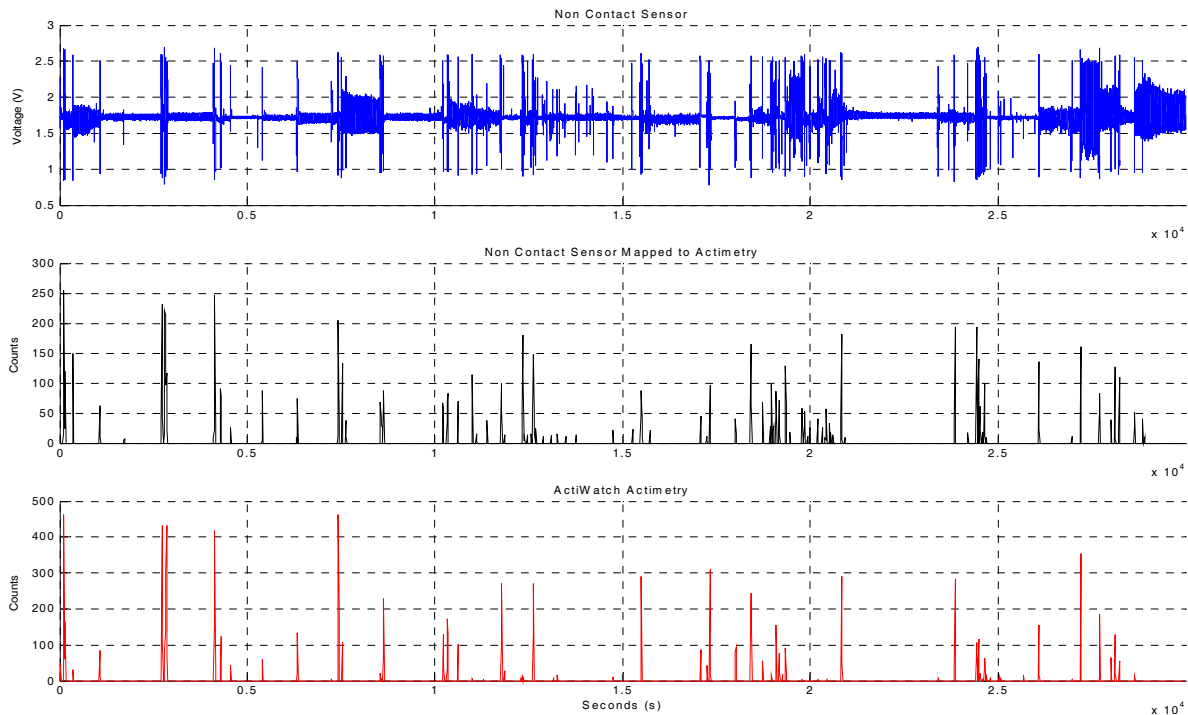 Non Contact Sensor
3
2.5
2
1.5
1
0.5
Voltage (V)
0 0.5 1 1.5 2 2.5
x 10^4
Non Contact Sensor Mapped to Actimetry
300
250
200
150
100
50
0
Counts
0 0.5 1 1.5 2 2.5
x 10^4
ActiWatch Actimetry
500
400
300
200
100
0
Counts
0 0.5 1 1.5 2 2.5
Seconds (s)
x 10^4